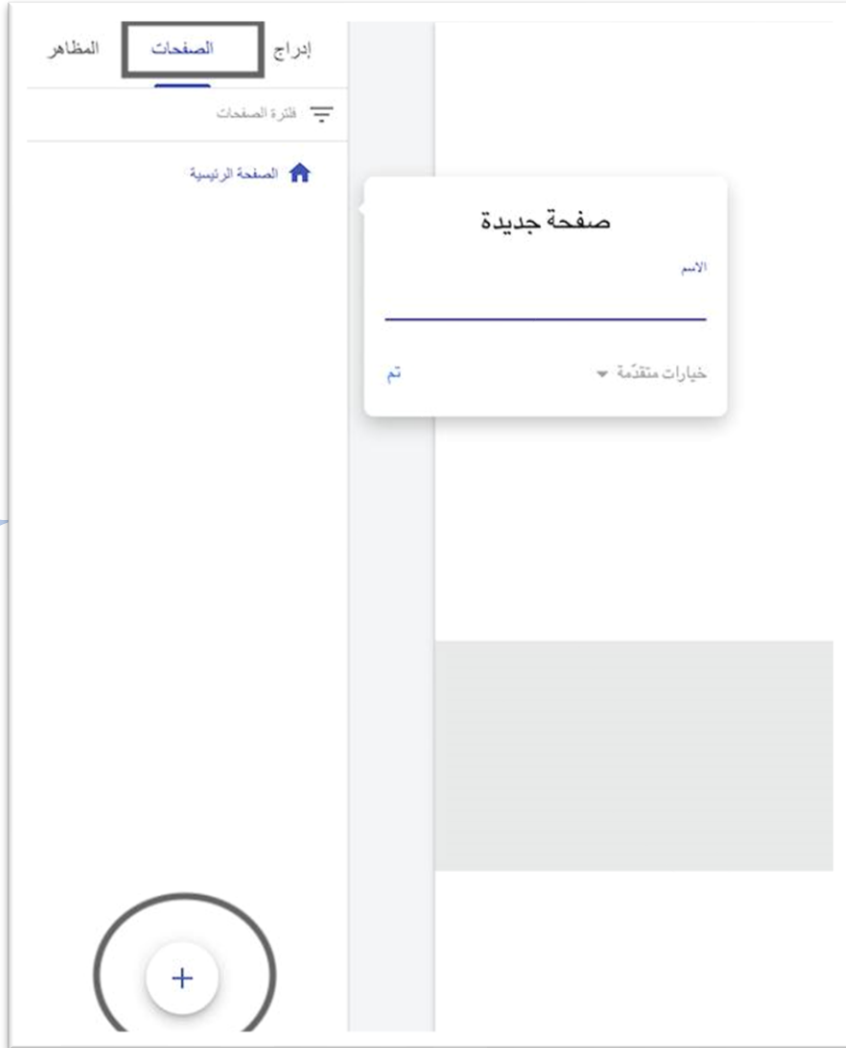 إدراج الصفحات المظاهر
فلترة الصفحات
الصفحة الرئيسية
صفحة جديدة
الاسم
خيارات متقدّمة تم
+